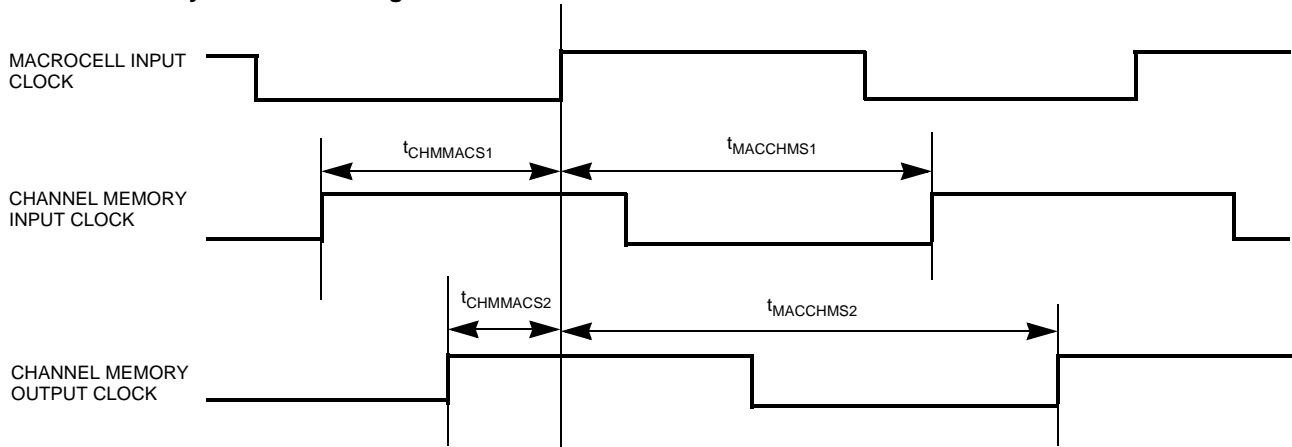 MACROCELL INPUT
CLOCK
tCHMMACS1
tMACCHMS1
CHANNEL MEMORY
INPUT CLOCK
tCHMMACS2
tMACCHMS2
CHANNEL MEMORY
OUTPUT CLOCK